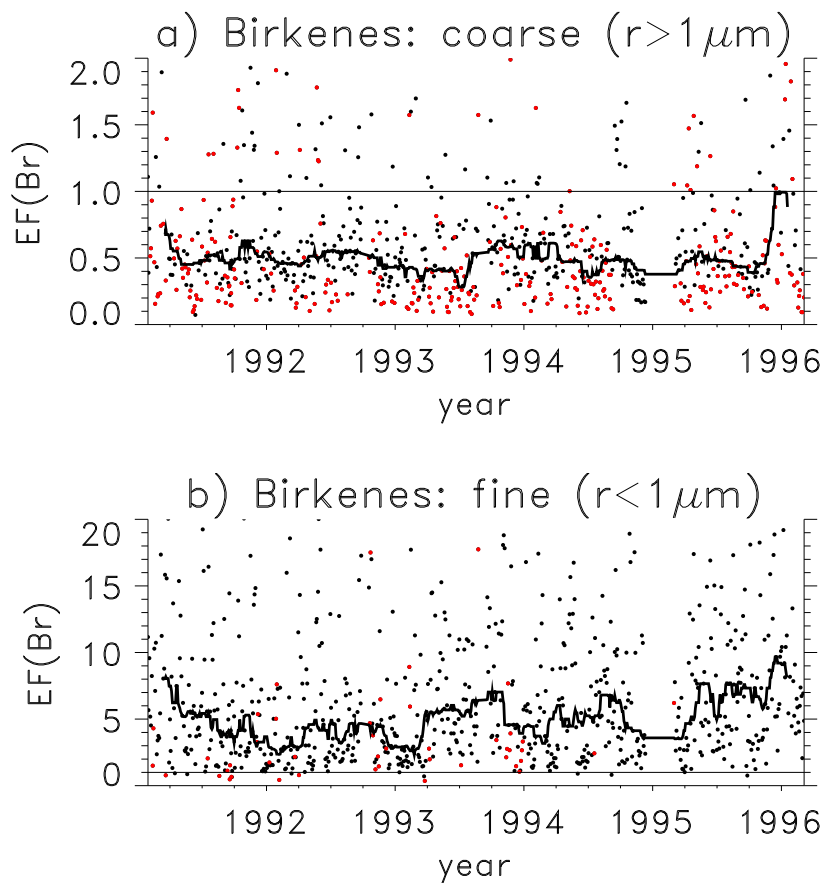 a) Birkenes: coarse (r>1μm)
2.0
1.5
1.0
0.5
0.0
EF(Br)
1992 1993 1994 1995 1996
year
b) Birkenes: fine (r<1μm)
20
15
10
5
0
EF(Br)
1992 1993 1994 1995 1996
year